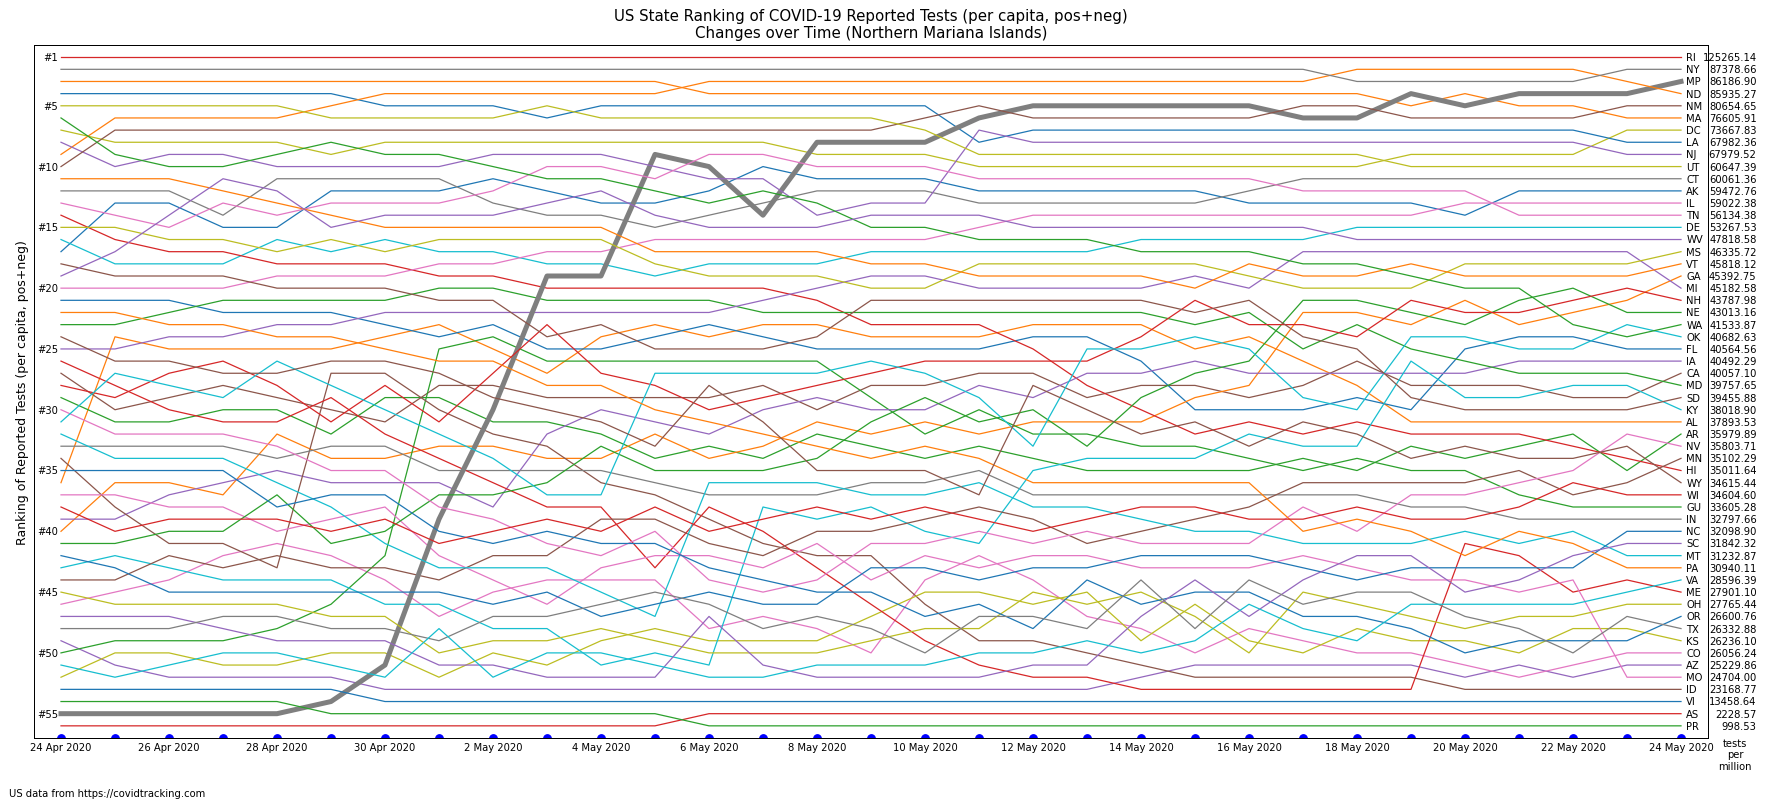 US State Ranking of COVID-19 Reported Tests (per capita, pos+neg)
Changes over Time (Northern Mariana Islands)
Ranking of Reported Tests (per capita, pos+neg)
#1
#5
#10
#15
#20
#25
#30
#35
#40
#45
#50
#55
RI 125265.14
NY 87378.66
MP 86186.90
ND 85935.27
NM 80654.65
MA 76605.91
DC 73667.83
LA 67982.36
NJ 67979.52
UT 60647.39
CT 60061.36
AK 59472.76
IL 59022.38
TN 56134.38
DE 53267.53
WV 47818.58
MS 46335.72
VT 45818.12
GA 45392.75
MI 45182.58
NH 43787.98
NE 43013.16
WA 41533.87
OK 40682.63
FL 40564.56
IA 40492.29
CA 40057.10
MD 39757.65
SD 39455.88
KY 38018.90
AL 37893.53
AR 35979.89
NV 35803.71
MN 35102.29
HI 35011.64
WY 34615.44
WI 34604.60
GU 33605.28
IN 32797.66
NC 32098.90
SC 31842.32
MT 31232.87
PA 30940.11
VA 28596.39
ME 27901.10
OH 27765.44
OR 26600.76
TX 26332.88
KS 26236.10
CO 26056.24
AZ 25229.86
MO 24704.00
ID 23168.77
VI 13458.64
AS 2228.57
PR 998.53
24 Apr 2020 26 Apr 2020 28 Apr 2020 30 Apr 2020 2 May 2020 4 May 2020 6 May 2020 8 May 2020 10 May 2020 12 May 2020 14 May 2020 16 May 2020 18 May 2020 20 May 2020 22 May 2020 24 May 2020
tests
per
million
US data from https://covidtracking.com